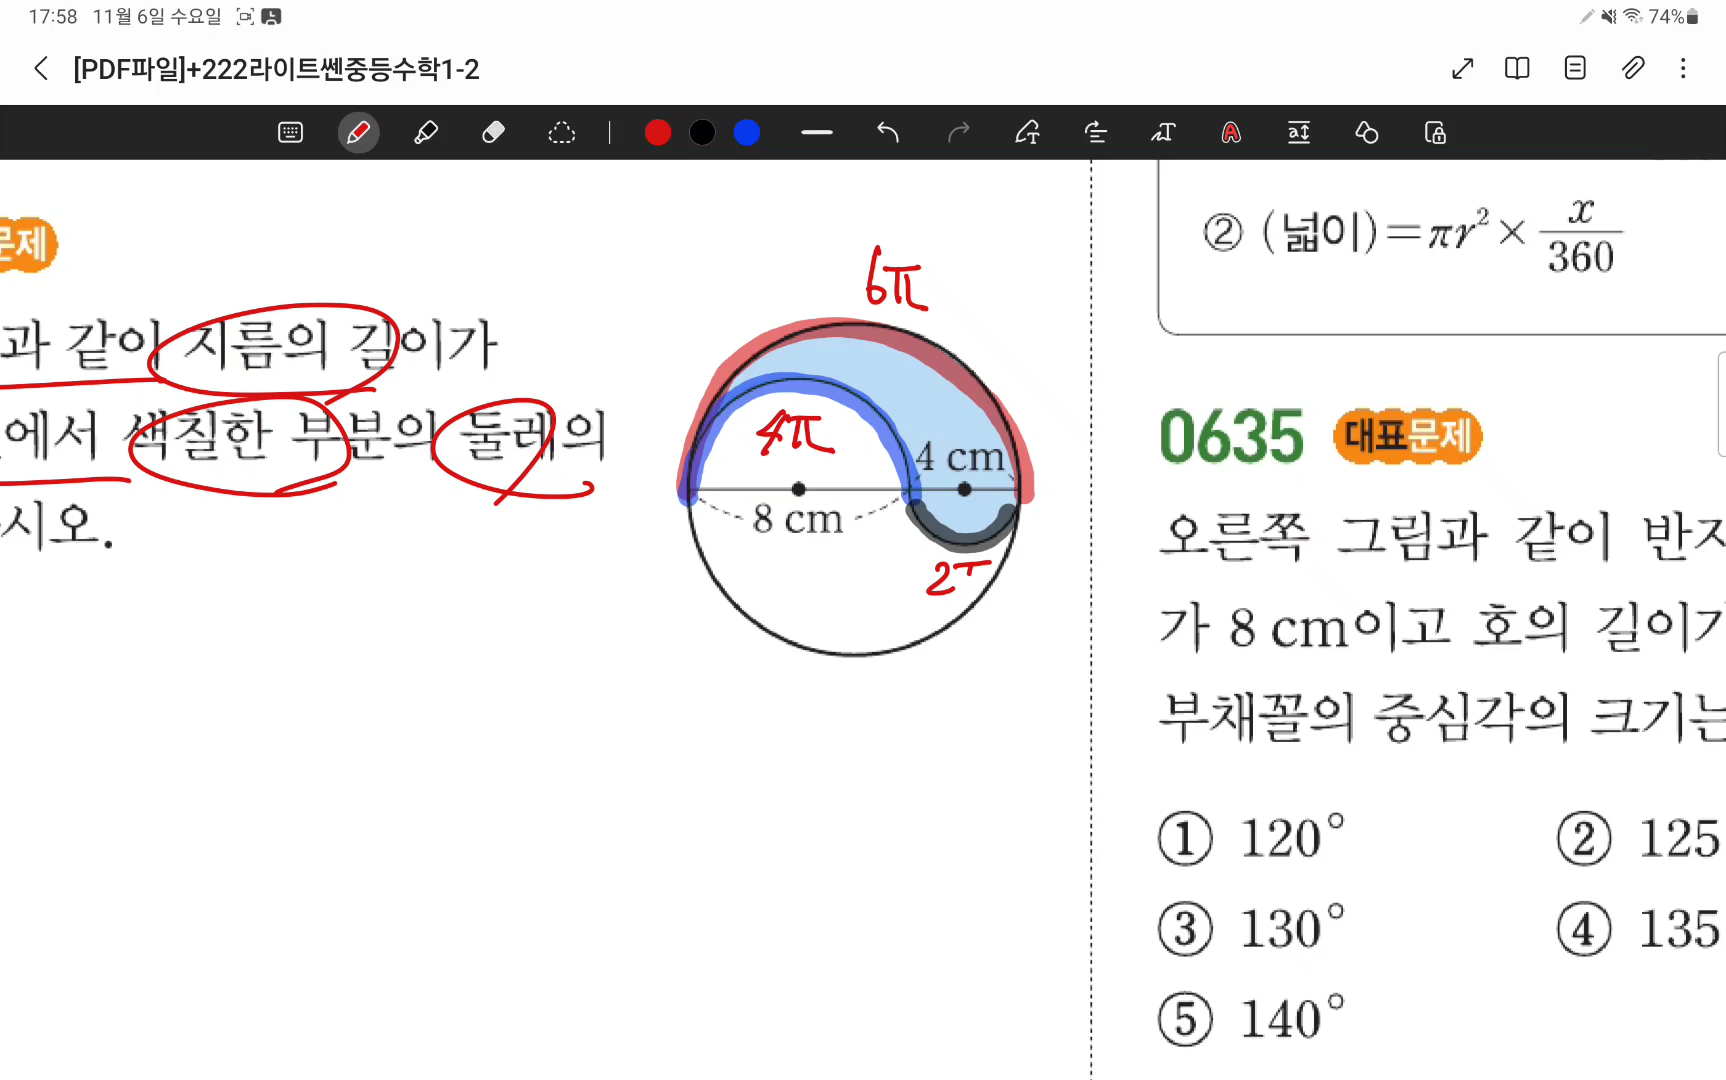 17:58 11월 6일 수요일
74%
[PDF파일]+222라이트쎈중등수학1-2
문제
과 같이 지름의 길이가
에서 색칠한 부분의 둘레의
시오.
6π
4π
4 cm
8 cm
2π
② (넓이)=πr²×x/360
0635 대표문제
오른쪽 그림과 같이 반지
가 8 cm이고 호의 길이가
부채꼴의 중심각의 크기는
① 120°
② 125
③ 130°
④ 135
⑤ 140°